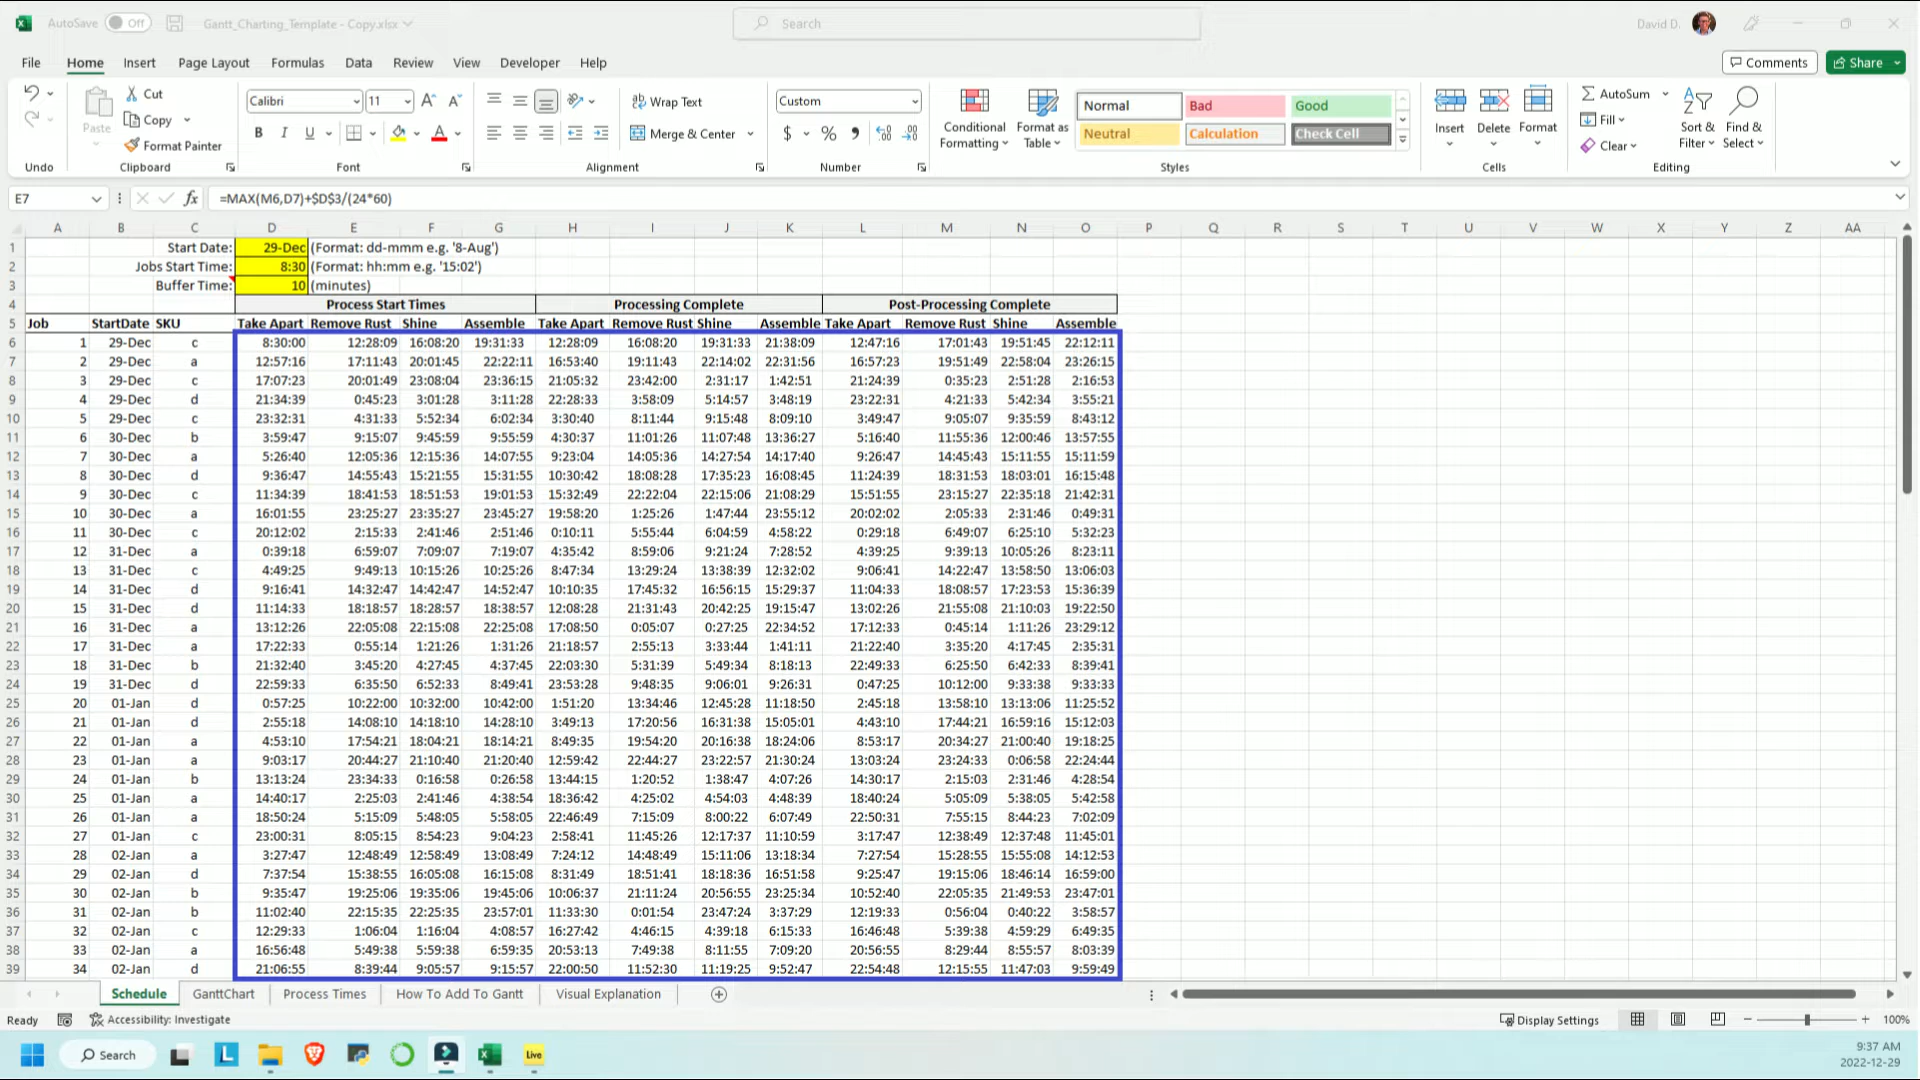 AutoSave Off Gantt_Charting_Template - Copy.xlsx Search David D.
File Home Insert Page Layout Formulas Data Review View Developer Help Comments Share
Cut Calibri 11 Wrap Text Custom Normal Bad Good AutoSum
Paste Copy Merge & Center $ % Conditional Formatting Format as Table Neutral Calculation Check Cell Insert Delete Format Fill Sort & Filter Find & Select
Format Painter B I U Clear
Undo Clipboard Font Alignment Number Styles Cells Editing
E7 fx =MAX(M6,D7)+$D$3/(24*60)
A B C D E F G H I J K L M N O P Q R S T U V W X Y Z AA
1 Start Date: 29-Dec (Format: dd-mmm e.g. '8-Aug')
2 Jobs Start Time: 8:30 (Format: hh:mm e.g. '15:02')
3 Buffer Time: 10 (minutes)
4 Process Start Times Processing Complete Post-Processing Complete
5 Job StartDate SKU Take Apart Remove Rust Shine Assemble Take Apart Remove Rust Shine Assemble Take Apart Remove Rust Shine Assemble
6 1 29-Dec c 8:30:00 12:28:09 16:08:20 19:31:33 12:28:09 16:08:20 19:31:33 21:38:09 12:47:16 17:01:43 19:51:45 22:12:11
7 2 29-Dec a 12:57:16 17:11:43 20:01:45 22:22:11 16:53:40 19:11:43 22:14:02 22:31:56 16:57:23 19:51:49 22:58:04 23:26:15
8 3 29-Dec c 17:07:23 20:01:49 23:08:04 23:36:15 21:05:32 23:42:00 2:31:17 1:42:51 21:24:39 0:35:23 2:51:28 2:16:53
9 4 29-Dec d 21:34:39 0:45:23 3:01:28 3:11:28 22:28:33 3:58:09 5:14:57 3:48:19 23:22:31 4:21:33 5:42:34 3:55:21
10 5 29-Dec c 23:32:31 4:31:33 5:52:34 6:02:34 3:30:40 8:11:44 9:15:48 8:09:10 3:49:47 9:05:07 9:35:59 8:43:12
11 6 30-Dec b 3:59:47 9:15:07 9:45:59 9:55:59 4:30:37 11:01:26 11:07:48 13:36:27 5:16:40 11:55:36 12:00:46 13:57:55
12 7 30-Dec a 5:26:40 12:05:36 12:15:36 14:07:55 9:23:04 14:05:36 14:27:54 14:17:40 9:26:47 14:45:43 15:11:55 15:11:59
13 8 30-Dec d 9:36:47 14:55:43 15:21:55 15:31:55 10:30:42 18:08:28 17:35:23 16:08:45 11:24:39 18:31:53 18:03:01 16:15:48
14 9 30-Dec c 11:34:39 18:41:53 18:51:53 19:01:53 15:32:49 22:22:04 22:15:06 21:08:29 15:51:55 23:15:27 22:35:18 21:42:31
15 10 30-Dec a 16:01:55 23:25:27 23:35:27 23:45:27 19:58:20 1:25:26 1:47:44 23:55:12 20:02:02 2:05:33 2:31:46 0:49:31
16 11 30-Dec c 20:12:02 2:15:33 2:41:46 2:51:46 0:10:11 5:55:44 6:04:59 4:58:22 0:29:18 6:49:07 6:25:10 5:32:23
17 12 31-Dec a 0:39:18 6:59:07 7:09:07 7:19:07 4:35:42 8:59:06 9:21:24 7:28:52 4:39:25 9:39:13 10:05:26 8:23:11
18 13 31-Dec c 4:49:25 9:49:13 10:15:26 10:25:26 8:47:34 13:29:24 13:38:39 12:32:02 9:06:41 14:22:47 13:58:50 13:06:03
19 14 31-Dec d 9:16:41 14:32:47 14:42:47 14:52:47 10:10:35 17:45:32 16:56:15 15:29:37 11:04:33 18:08:57 17:23:53 15:36:39
20 15 31-Dec d 11:14:33 18:18:57 18:28:57 18:38:57 12:08:28 21:31:43 20:42:25 19:15:47 13:02:26 21:55:08 21:10:03 19:22:50
21 16 31-Dec a 13:12:26 22:05:08 22:15:08 22:25:08 17:08:50 0:05:07 0:27:25 22:34:52 17:12:33 0:45:14 1:11:26 23:29:12
22 17 31-Dec a 17:22:33 0:55:14 1:21:26 1:31:26 21:18:57 2:55:13 3:33:44 1:41:11 21:22:40 3:35:20 4:17:45 2:35:31
23 18 31-Dec b 21:32:40 3:45:20 4:27:45 4:37:45 22:03:30 5:31:39 5:49:34 8:18:13 22:49:33 6:25:50 6:42:33 8:39:41
24 19 31-Dec d 22:59:33 6:35:50 6:52:33 8:49:41 23:53:28 9:48:35 9:06:01 9:26:31 0:47:25 10:12:00 9:33:38 9:33:33
25 20 01-Jan d 0:57:25 10:22:00 10:32:00 10:42:00 1:51:20 13:34:46 12:45:28 11:18:50 2:45:18 13:58:10 13:13:06 11:25:52
26 21 01-Jan d 2:55:18 14:08:10 14:18:10 14:28:10 3:49:13 17:20:56 16:31:38 15:05:01 4:43:10 17:44:21 16:59:16 15:12:03
27 22 01-Jan a 4:53:10 17:54:21 18:04:21 18:14:21 8:49:35 19:54:20 20:16:38 18:24:06 8:53:17 20:34:27 21:00:40 19:18:25
28 23 01-Jan a 9:03:17 20:44:27 21:10:40 21:20:40 12:59:42 22:44:27 23:22:57 21:30:24 13:03:24 23:24:33 0:06:58 22:24:44
29 24 01-Jan b 13:13:24 23:34:33 0:16:58 0:26:58 13:44:15 1:20:52 1:38:47 4:07:26 14:30:17 2:15:03 2:31:46 4:28:54
30 25 01-Jan a 14:40:17 2:25:03 2:41:46 4:38:54 18:36:42 4:25:02 4:54:03 4:48:39 18:40:24 5:05:09 5:38:05 5:42:58
31 26 01-Jan a 18:50:24 5:15:09 5:48:05 5:58:05 22:46:49 7:15:09 8:00:22 6:07:49 22:50:31 7:55:15 8:44:23 7:02:09
32 27 01-Jan c 23:00:31 8:05:15 8:54:23 9:04:23 2:58:41 11:45:26 12:17:37 11:10:59 3:17:47 12:38:49 12:37:48 11:45:01
33 28 02-Jan a 3:27:47 12:48:49 12:58:49 13:08:49 7:24:12 14:48:49 15:11:06 13:18:34 7:27:54 15:28:55 15:55:08 14:12:53
34 29 02-Jan d 7:37:54 15:38:55 16:05:08 16:15:08 8:31:49 18:51:41 18:18:36 16:51:58 9:25:47 19:15:06 18:46:14 16:59:00
35 30 02-Jan b 9:35:47 19:25:06 19:35:06 19:45:06 10:06:37 21:11:24 20:56:55 23:25:34 10:52:40 22:05:35 21:49:53 23:47:01
36 31 02-Jan b 11:02:40 22:15:35 22:25:35 23:57:01 11:33:30 0:01:54 23:47:24 3:37:29 12:19:33 0:56:04 0:40:22 3:58:57
37 32 02-Jan c 12:29:33 1:06:04 1:16:04 4:08:57 16:27:42 4:46:15 4:39:18 6:15:33 16:46:48 5:39:38 4:59:29 6:49:35
38 33 02-Jan a 16:56:48 5:49:38 5:59:38 6:59:35 20:53:13 7:49:38 8:11:55 7:09:20 20:56:55 8:29:44 8:55:57 8:03:39
39 34 02-Jan d 21:06:55 8:39:44 9:05:57 9:15:57 22:00:50 11:52:30 11:19:25 9:52:47 22:54:48 12:15:55 11:47:03 9:59:49
Schedule GanttChart Process Times How To Add To Gantt Visual Explanation
Ready Accessibility: Investigate Display Settings 100%
Search L Live 9:37 AM
2022-12-29